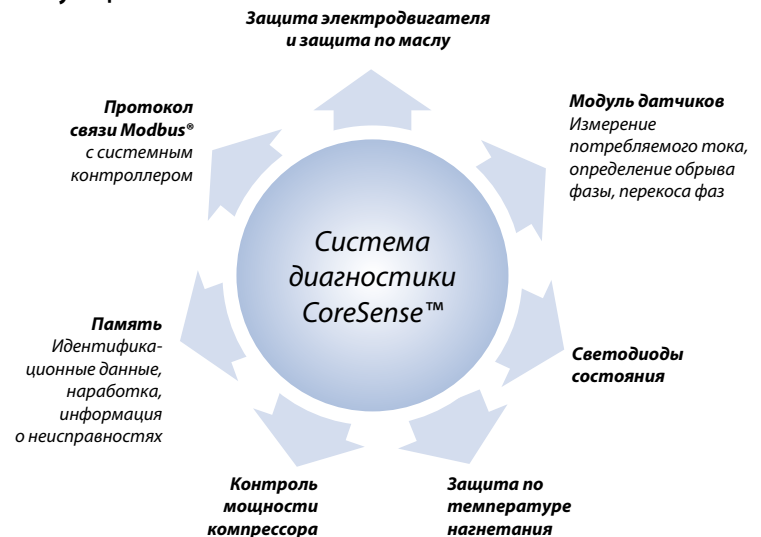 Защита электродвигателя
и защита по маслу
Протокол
связи Modbus®
с системным
контроллером
Модуль датчиков
Измерение
потребляемого тока,
определение обрыва
фазы, перекоса фаз
Система
диагностики
CoreSense™
Память
Идентифика-
ционные данные,
наработка,
информация
о неисправностях
Светодиоды
состояния
Контроль
мощности
компрессора
Защита по
температуре
нагнетания